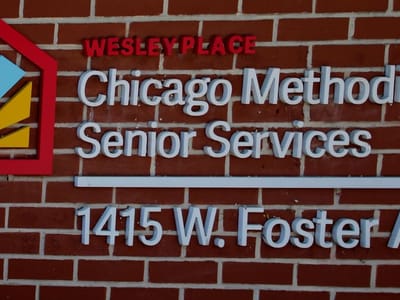 WESLEY PLACE
Chicago Methodi
Senior Services
1415 W. Foster A